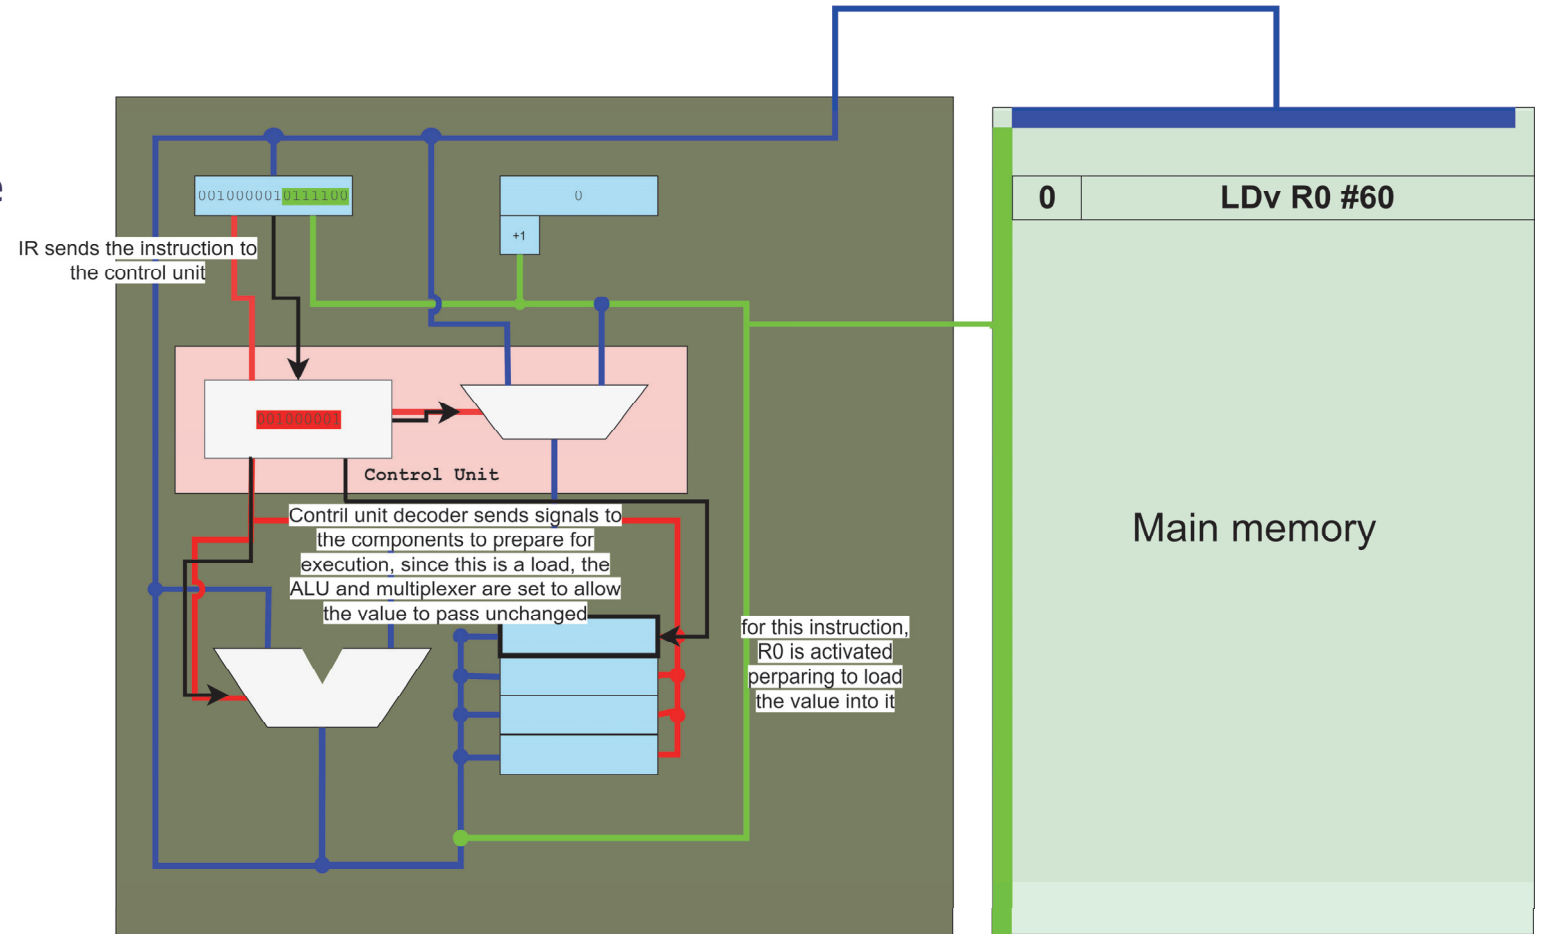 e
0010000010111100
0
+1
0
LDv R0 #60
IR sends the instruction to
the control unit
001000001
Control Unit
Contril unit decoder sends signals to
the components to prepare for
execution, since this is a load, the
ALU and multiplexer are set to allow
the value to pass unchanged
Main memory
for this instruction,
R0 is activated
perparing to load
the value into it